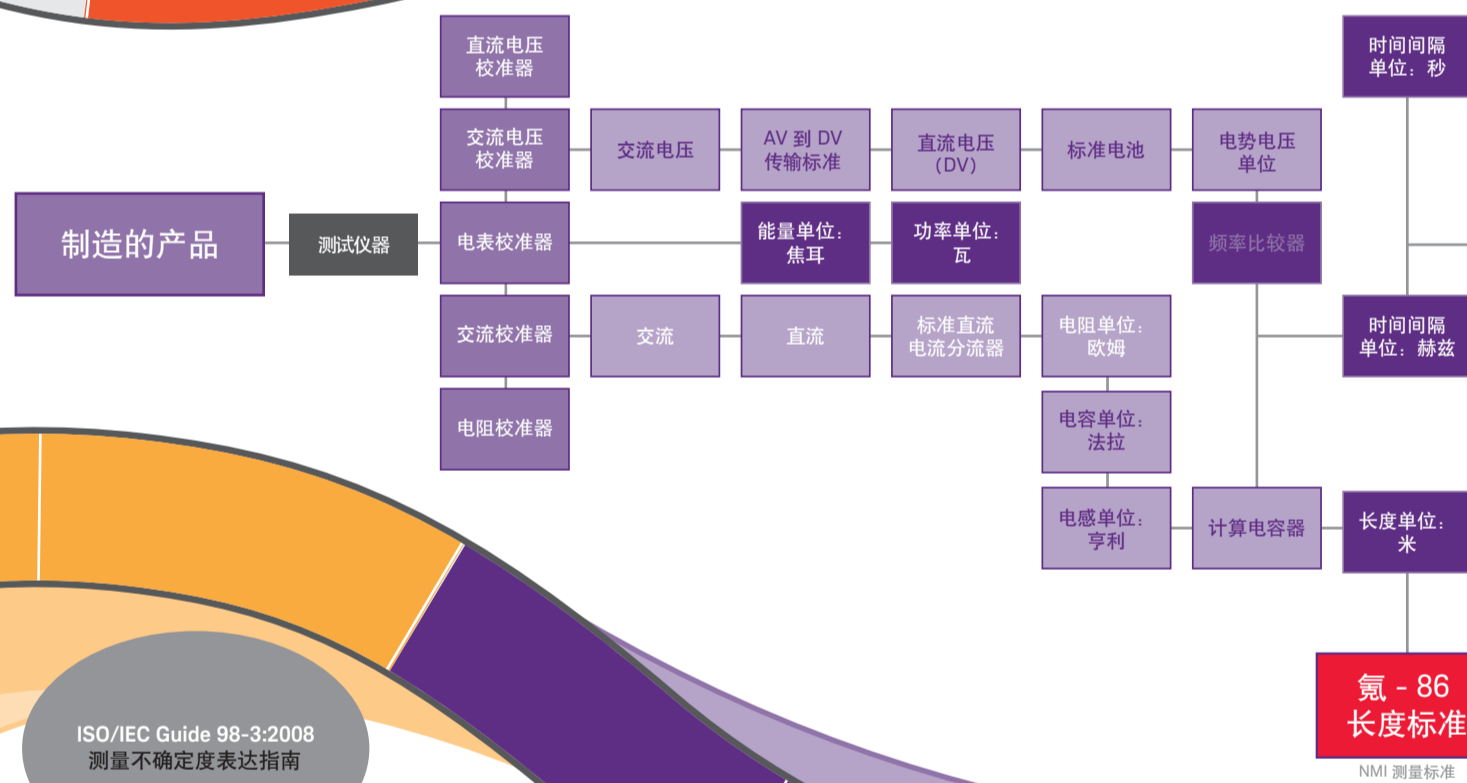 直流电压
校准器
时间间隔
单位：秒
交流电压
校准器
交流电压
AV 到 DV
传输标准
直流电压
（DV）
标准电池
电势电压
单位
制造的产品
测试仪器
电表校准器
能量单位：
焦耳
功率单位：
瓦
频率比较器
交流校准器
交流
直流
标准直流
电流分流器
电阻单位：
欧姆
时间间隔
单位：赫兹
电阻校准器
电容单位：
法拉
电感单位：
亨利
计算电容器
长度单位：
米
氪 - 86
长度标准
NMI 测量标准
ISO/IEC Guide 98-3:2008
测量不确定度表达指南